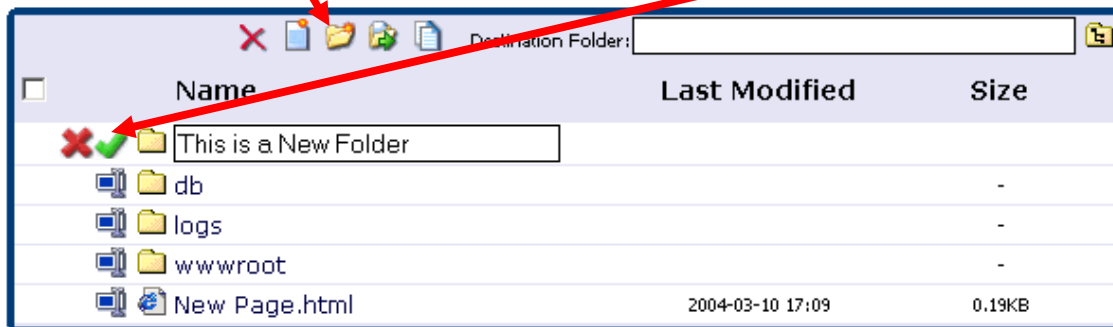 Destination Folder:
Name Last Modified Size
This is a New Folder
db -
logs -
wwwroot -
New Page.html 2004-03-10 17:09 0.19KB